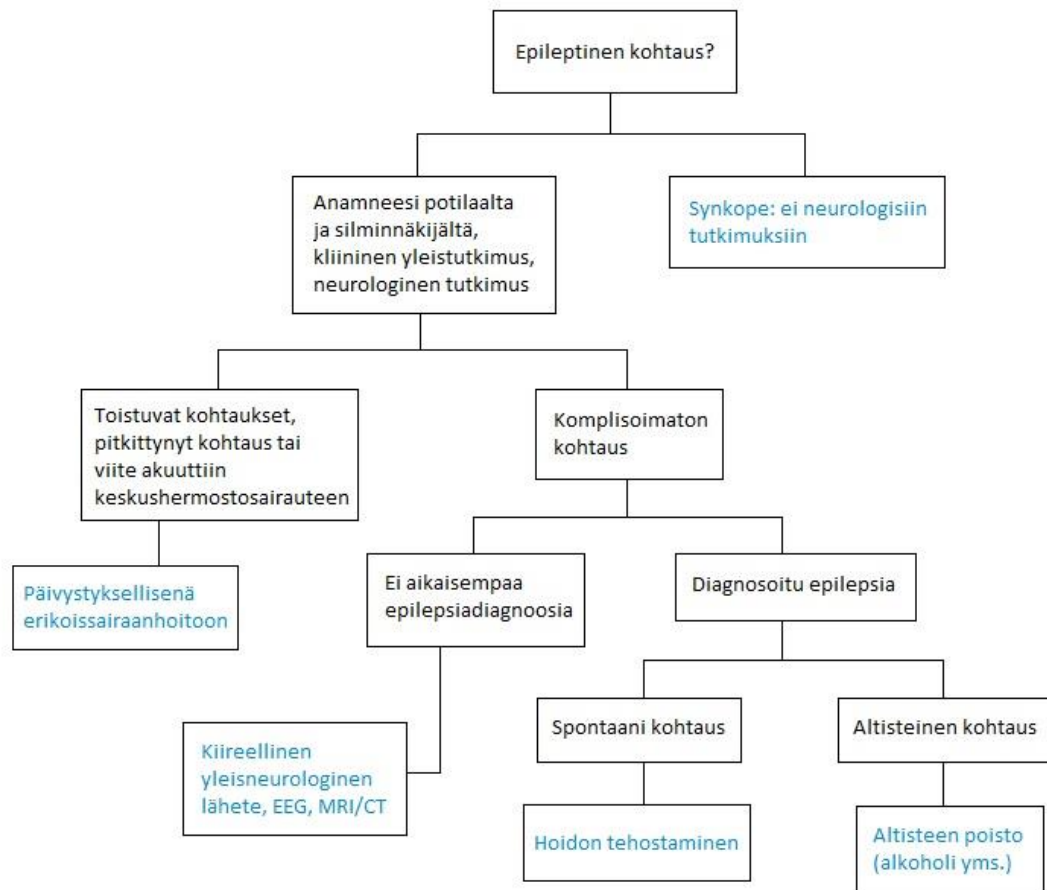 Epileptinen kohtaus?
Anamneesi potilaalta
ja silminnäkijältä,
kliininen yleistutkimus,
neurologinen tutkimus
Synkope: ei neurologisiin
tutkimuksiin
Toistuvat kohtaukset,
pitkittynyt kohtaus tai
viite akuuttiin
keskushermostosairauteen
Komplisoimaton
kohtaus
Päivystyksellisenä
erikoissairaanhoitoon
Ei aikaisempaa
epilepsiadiagnoosia
Diagnosoitu epilepsia
Kiireellinen
yleisneurologinen
lähete, EEG, MRI/CT
Spontaani kohtaus
Altisteinen kohtaus
Hoidon tehostaminen
Altisteen poisto
(alkoholi yms.)